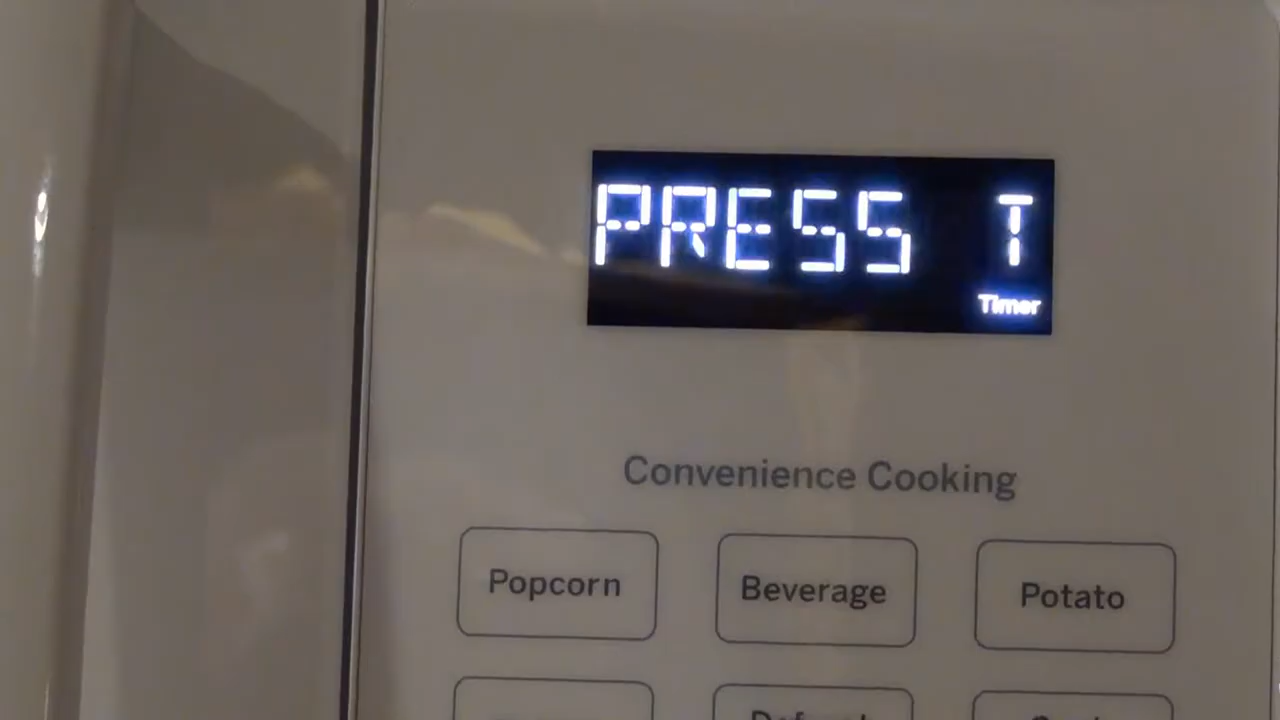 PRESS T
Timer
Convenience Cooking
Popcorn Beverage Potato